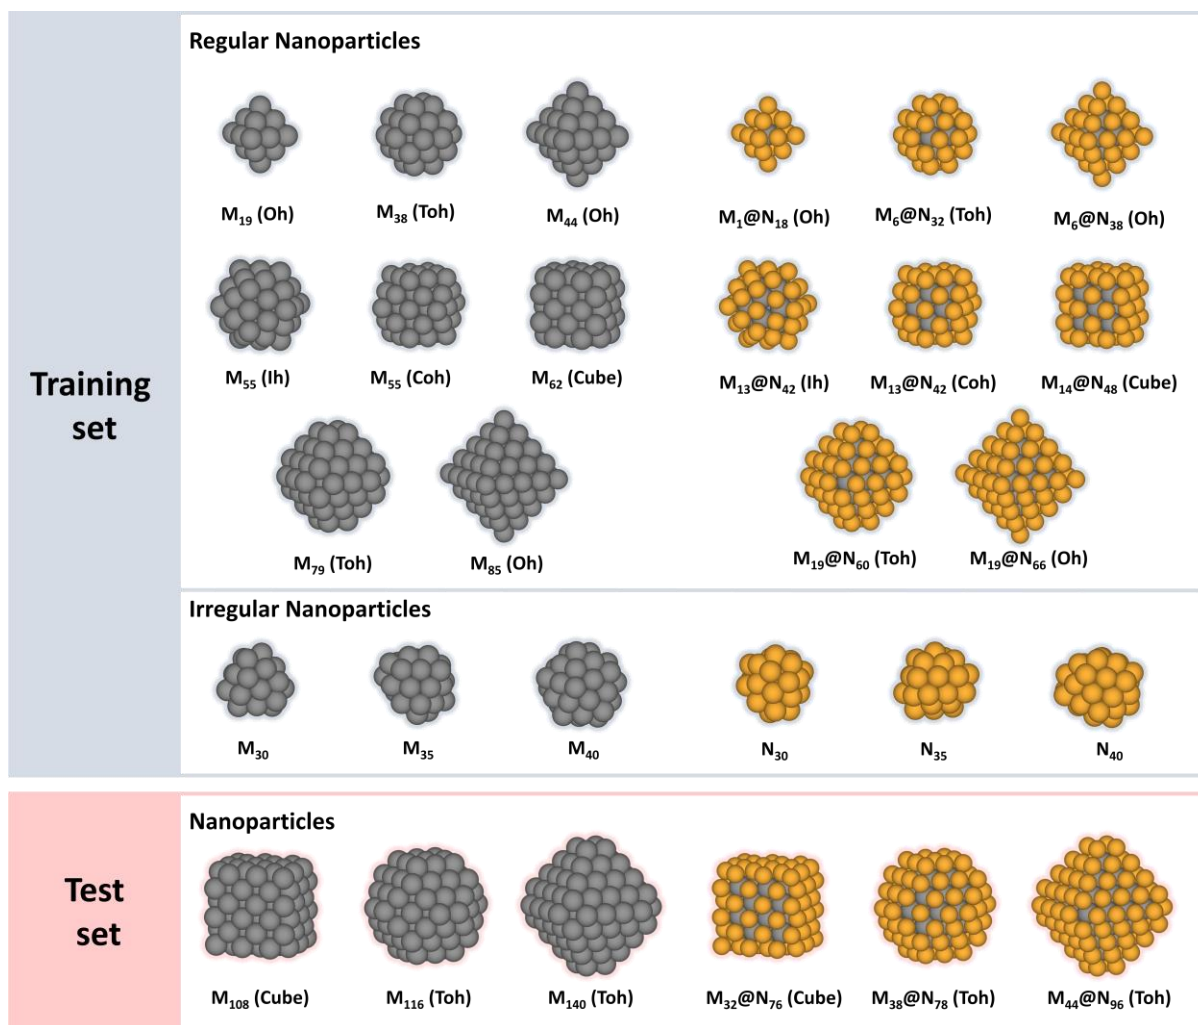 Training
set
Regular Nanoparticles
M₁₉ (Oh) M₃₈ (Toh) M₄₄ (Oh) M₁@N₁₈ (Oh) M₆@N₃₂ (Toh) M₆@N₃₈ (Oh)
M₅₅ (Ih) M₅₅ (Coh) M₆₂ (Cube) M₁₃@N₄₂ (Ih) M₁₃@N₄₂ (Coh) M₁₄@N₄₈ (Cube)
M₇₉ (Toh) M₈₅ (Oh) M₁₉@N₆₀ (Toh) M₁₉@N₆₆ (Oh)
Irregular Nanoparticles
M₃₀ M₃₅ M₄₀ N₃₀ N₃₅ N₄₀
Test
set
Nanoparticles
M₁₀₈ (Cube) M₁₁₆ (Toh) M₁₄₀ (Toh) M₃₂@N₇₆ (Cube) M₃₈@N₇₈ (Toh) M₄₄@N₉₆ (Toh)